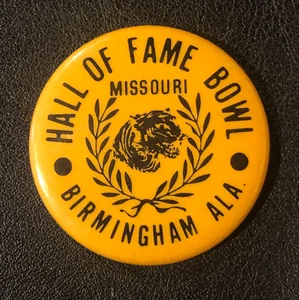 HALL OF FAME BOWL
MISSOURI
BIRMINGHAM ALA.